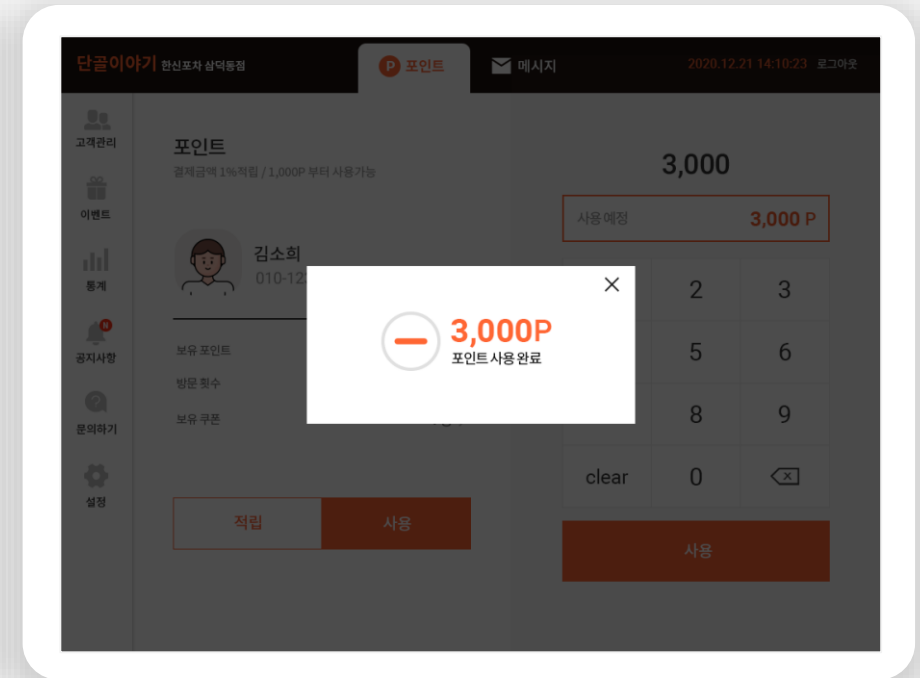 단골이야기 한신포차 삼덕동점
P 포인트
메시지
2020.12.21 14:10:23 로그아웃
고객관리
이벤트
통계
N
공지사항
?
문의하기
설정
포인트
결제금액 1%적립 / 1,000P 부터 사용가능
김소희
010-12
보유 포인트
방문 횟수
보유 쿠폰
적립
사용
3,000P
포인트 사용 완료
3,000
사용 예정 3,000 P
2 3
5 6
8 9
clear 0
사용